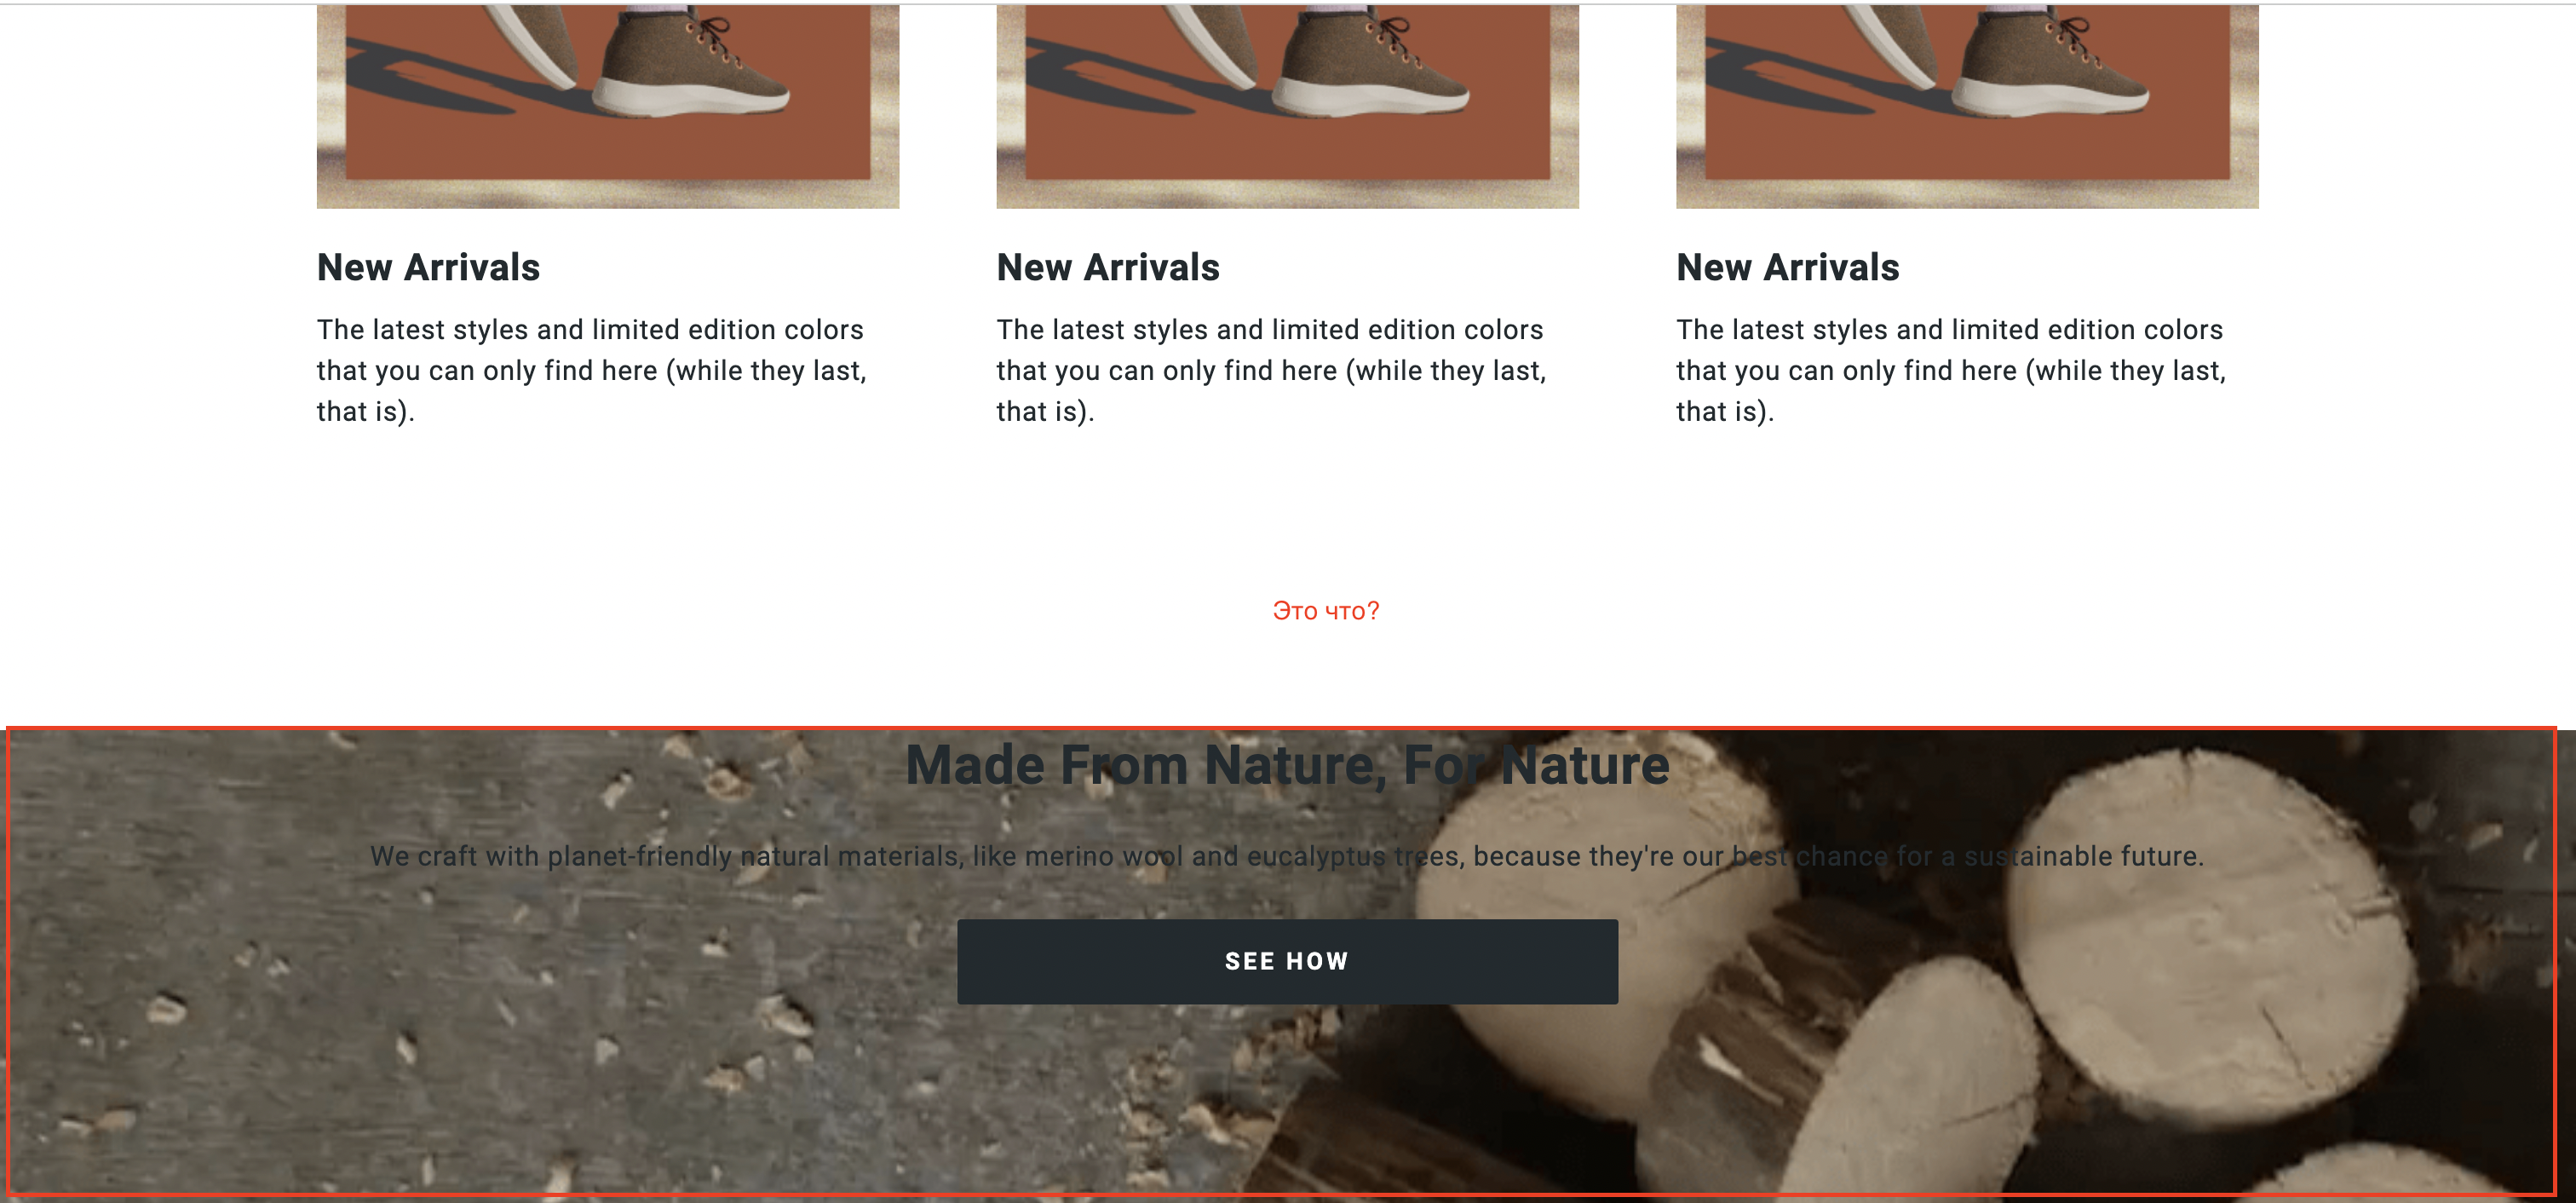 New Arrivals
The latest styles and limited edition colors
that you can only find here (while they last,
that is).
New Arrivals
The latest styles and limited edition colors
that you can only find here (while they last,
that is).
New Arrivals
The latest styles and limited edition colors
that you can only find here (while they last,
that is).
Это что?
Made From Nature, For Nature
We craft with planet-friendly natural materials, like merino wool and eucalyptus trees, because they're our best chance for a sustainable future.
SEE HOW